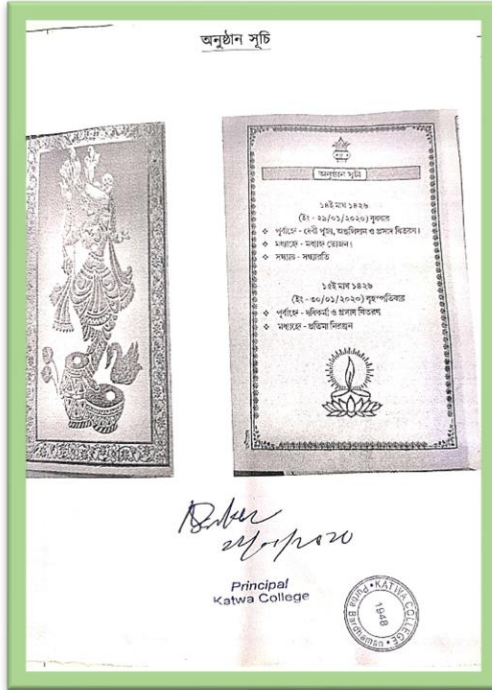 অনুষ্ঠান সূচি
অনুষ্ঠান সূচি
১৪ই মাঘ ১৪২৬
(ইং - ২৯/০১/২০২০) বুধবার
❖ পূর্বাহ্নে - দেবী পূজা, অঞ্জলিদান ও প্রসাদ বিতরণ।
❖ মধ্যাহ্নে - মধ্যাহ্ন ভোজন।
❖ সন্ধ্যায় - সন্ধ্যারতি
১৫ই মাঘ ১৪২৬
(ইং - ৩০/০১/২০২০) বৃহস্পতিবার
❖ পূর্বাহ্নে - দধিকর্মা ও প্রসাদ বিতরণ
❖ মধ্যাহ্নে - প্রতিমা নিরঞ্জন
Principal
Katwa College
KATWA COLLEGE
Purba Bardhaman
1948